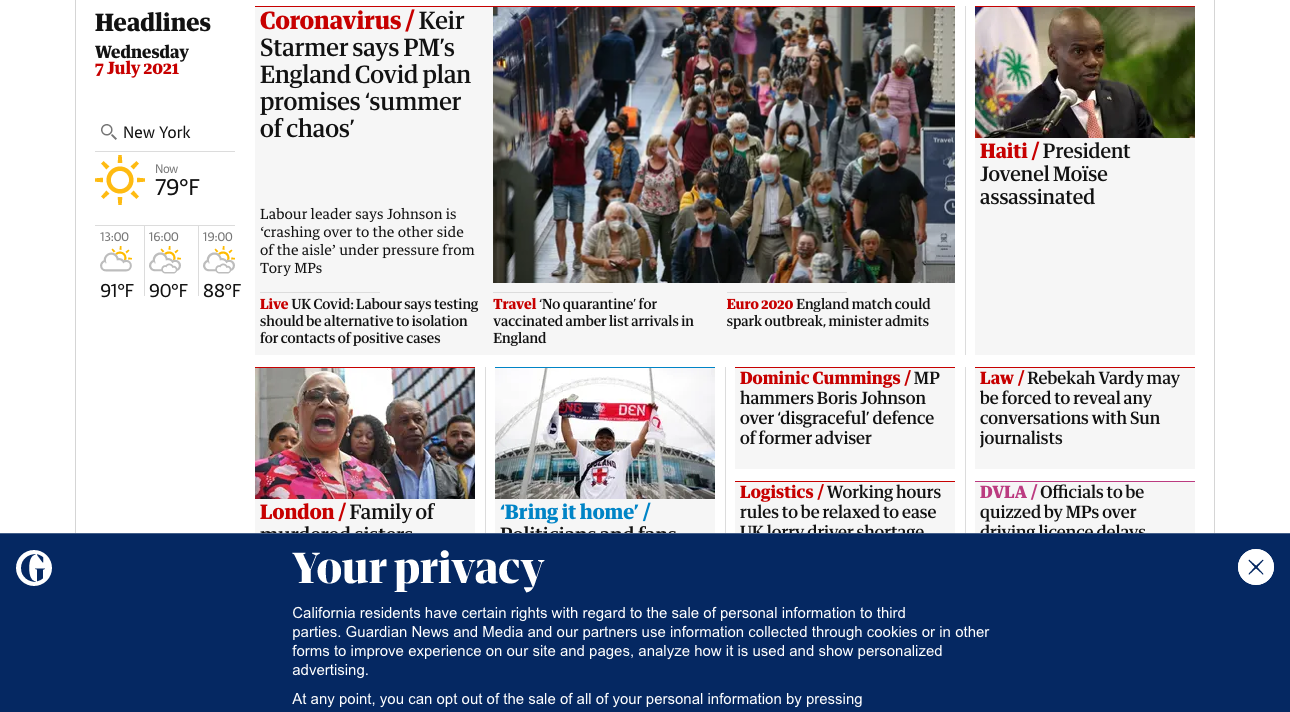 Headlines
Wednesday
7 July 2021
New York
Now
79°F
13:00
16:00
19:00
91°F
90°F
88°F
Coronavirus / Keir
Starmer says PM’s
England Covid plan
promises ‘summer
of chaos’
Labour leader says Johnson is
‘crashing over to the other side
of the aisle’ under pressure from
Tory MPs
Live UK Covid: Labour says testing
should be alternative to isolation
for contacts of positive cases
Travel ‘No quarantine’ for
vaccinated amber list arrivals in
England
Euro 2020 England match could
spark outbreak, minister admits
Travel
Haiti / President
Jovenel Moïse
assassinated
London / Family of
murdered sisters
ENG
DEN
‘Bring it home’ /
Politicians and fans
Dominic Cummings / MP
hammers Boris Johnson
over ‘disgraceful’ defence
of former adviser
Law / Rebekah Vardy may
be forced to reveal any
conversations with Sun
journalists
Logistics / Working hours
rules to be relaxed to ease
UK lorry driver shortage
DVLA / Officials to be
quizzed by MPs over
driving licence delays
G
Your privacy
California residents have certain rights with regard to the sale of personal information to third
parties. Guardian News and Media and our partners use information collected through cookies or in other
forms to improve experience on our site and pages, analyze how it is used and show personalized
advertising.
At any point, you can opt out of the sale of all of your personal information by pressing